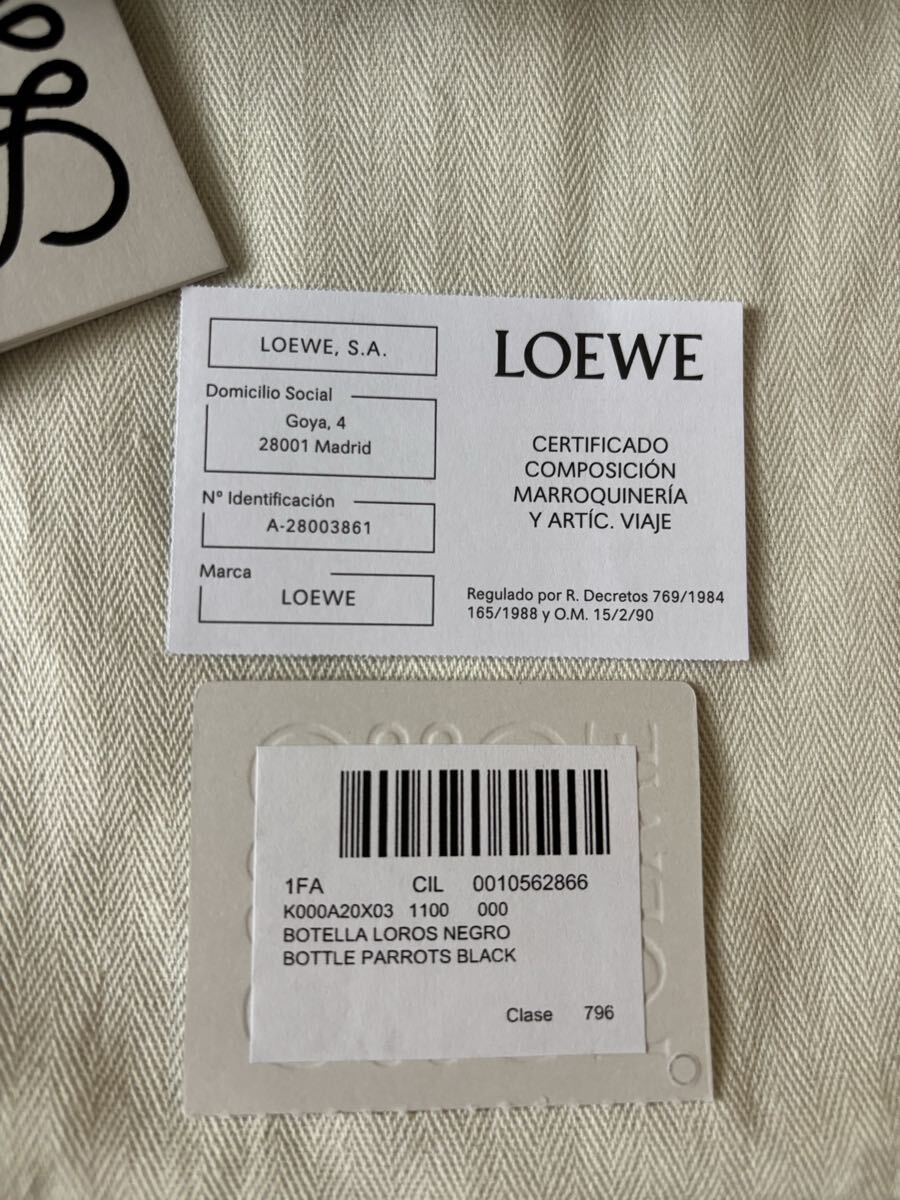 LOEWE, S.A.
Domicilio Social
Goya, 4
28001 Madrid
Nº Identificación
A-28003861
Marca
LOEWE
LOEWE
CERTIFICADO
COMPOSICIÓN
MARROQUINERÍA
Y ARTÍC. VIAJE
Regulado por R. Decretos 769/1984
165/1988 y O.M. 15/2/90
1FA CIL 0010562866
K000A20X03 1100 000
BOTELLA LOROS NEGRO
BOTTLE PARROTS BLACK
Clase 796